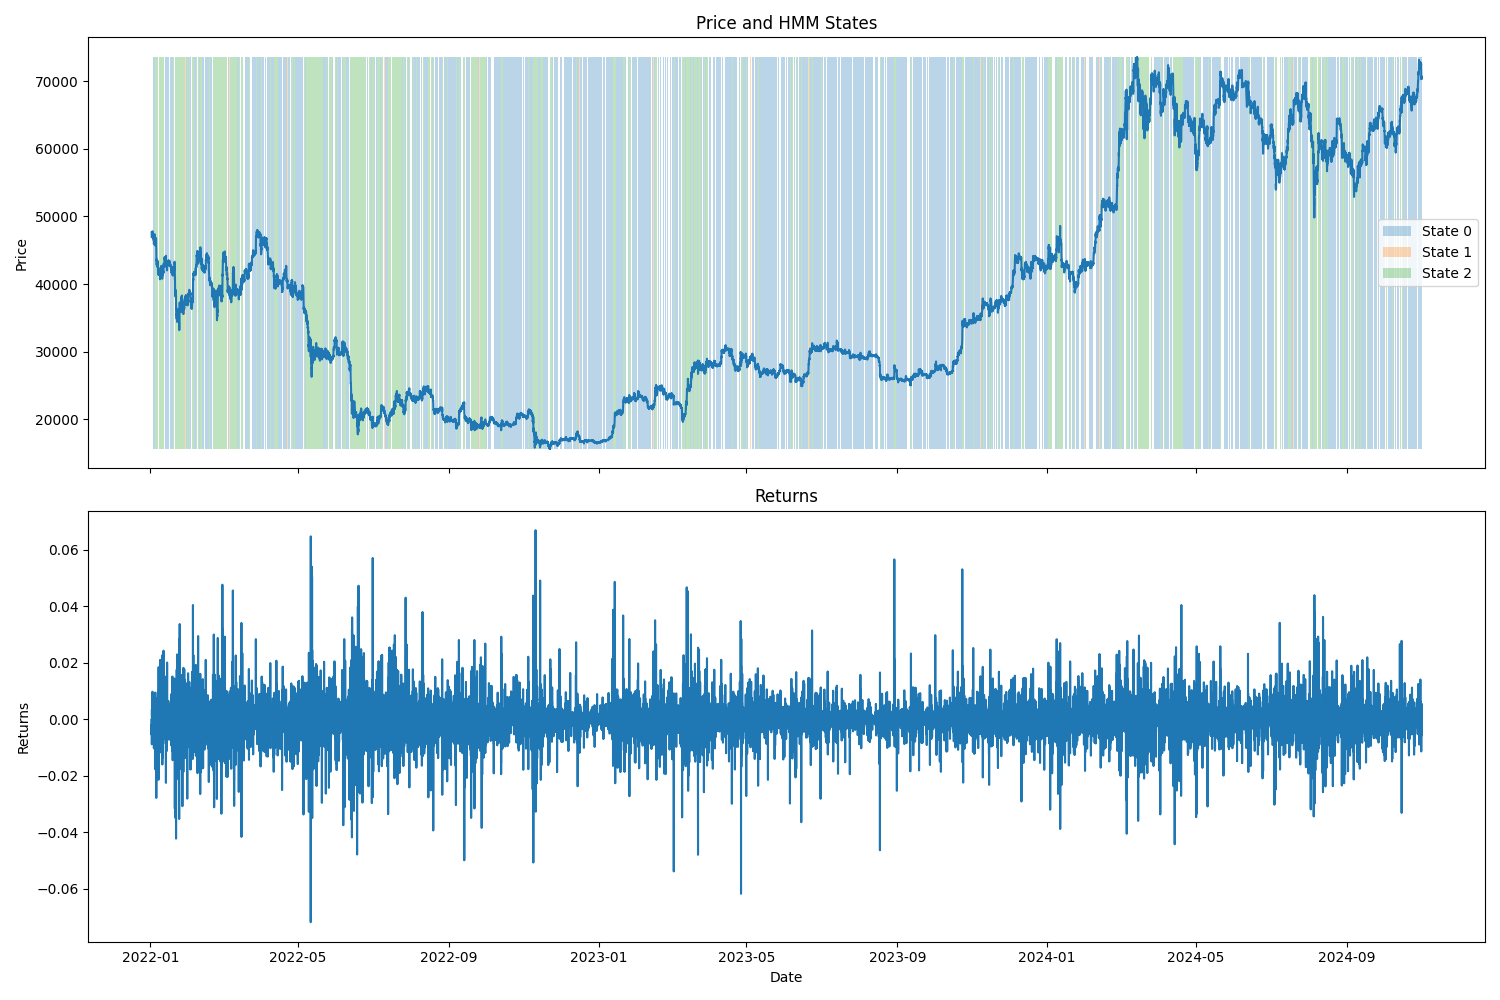 Price and HMM States
Price
70000
60000
50000
40000
30000
20000
State 0
State 1
State 2
Returns
Returns
0.06
0.04
0.02
0.00
−0.02
−0.04
−0.06
2022-01
2022-05
2022-09
2023-01
2023-05
2023-09
2024-01
2024-05
2024-09
Date